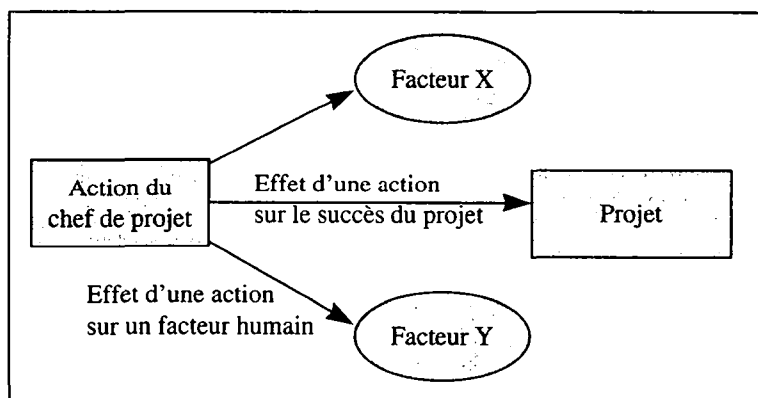 Facteur X
Action du
chef de projet
Effet d'une action
sur le succès du projet
Projet
Effet d'une action
sur un facteur humain
Facteur Y